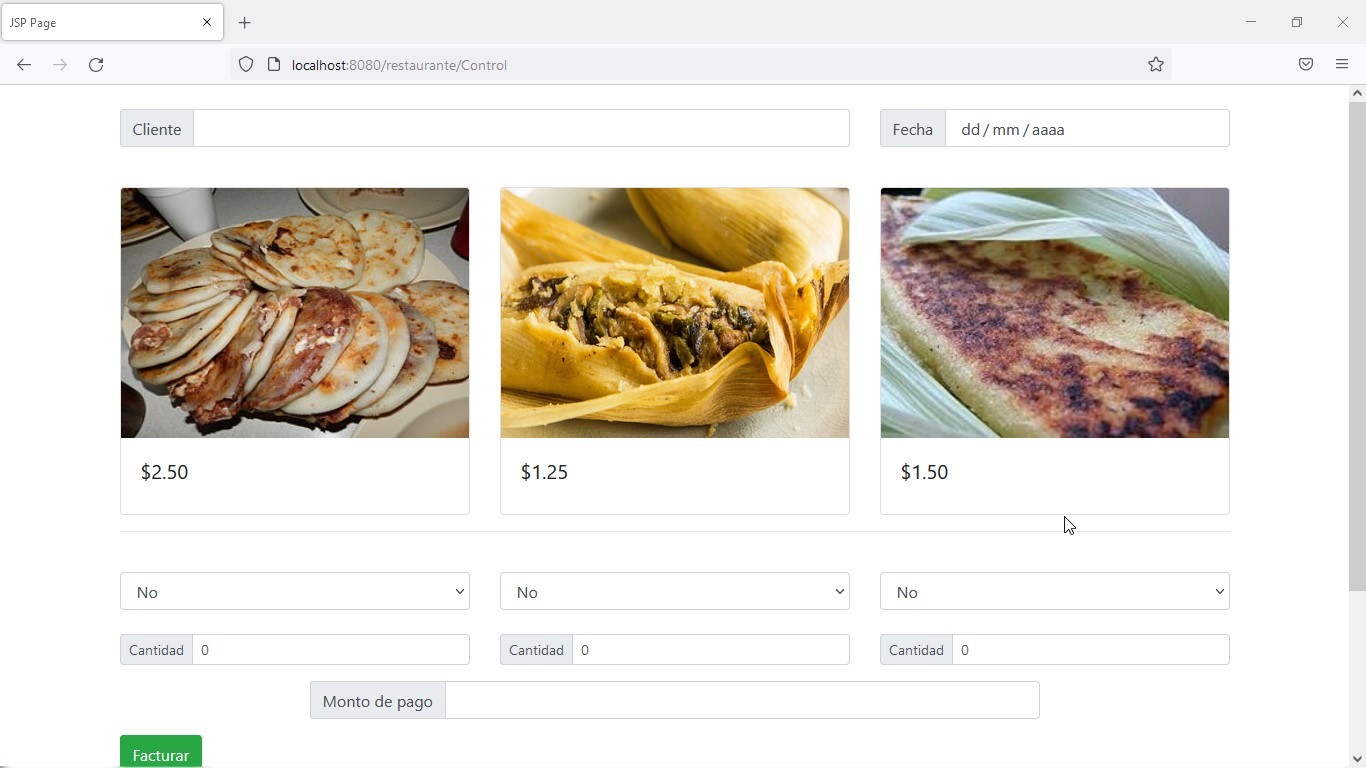 JSP Page
localhost:8080/restaurante/Control
Cliente
Fecha dd / mm / aaaa
$2.50 $1.25 $1.50
No No No
Cantidad 0 Cantidad 0 Cantidad 0
Monto de pago
Facturar